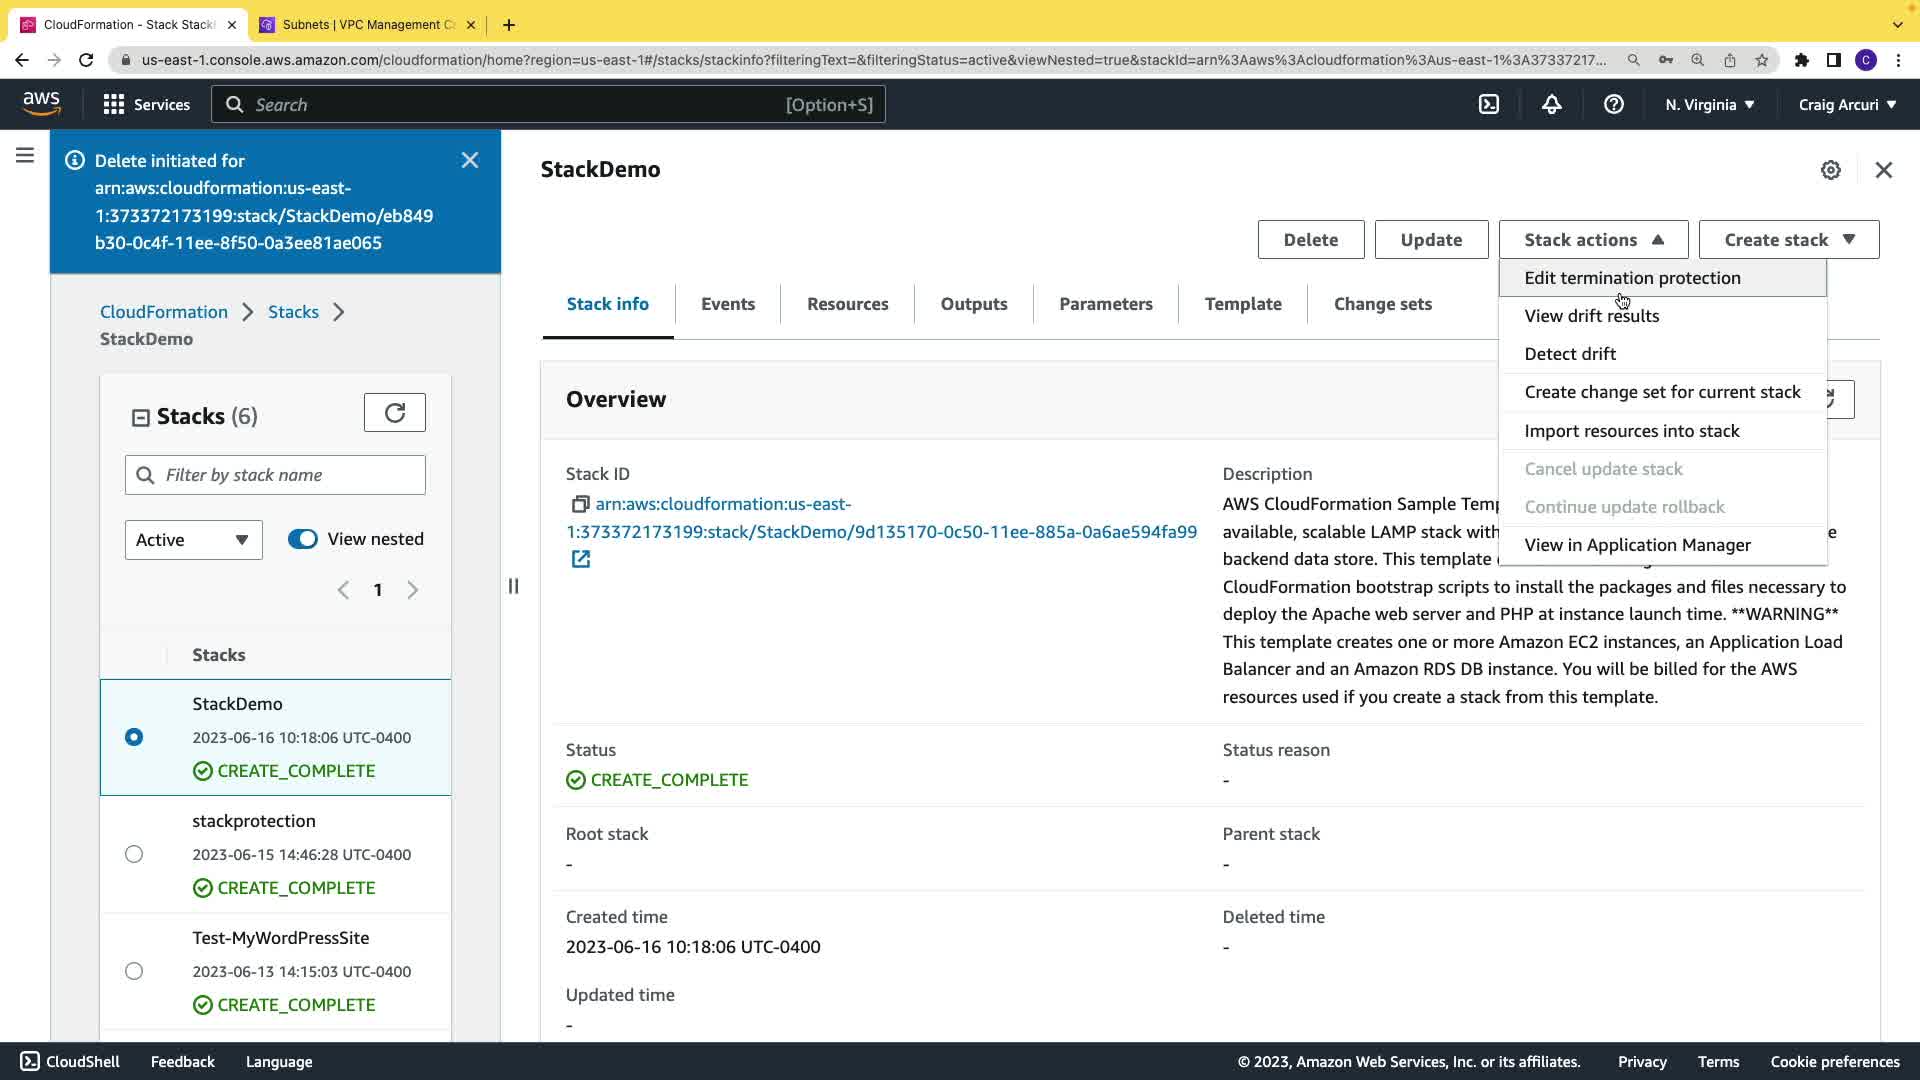 CloudFormation - Stack Stack
Subnets | VPC Management C
us-east-1.console.aws.amazon.com/cloudformation/home?region=us-east-1#/stacks/stackinfo?filteringText=&filteringStatus=active&viewNested=true&stackId=arn%3Aaws%3Acloudformation%3Aus-east-1%3A37337217...
C
aws
Services
Search
[Option+S]
N. Virginia
Craig Arcuri
Delete initiated for
arn:aws:cloudformation:us-east-
1:373372173199:stack/StackDemo/eb849
b30-0c4f-11ee-8f50-0a3ee81ae065
CloudFormation
Stacks
StackDemo
Stacks (6)
Filter by stack name
Active
View nested
1
Stacks
StackDemo
2023-06-16 10:18:06 UTC-0400
CREATE_COMPLETE
stackprotection
2023-06-15 14:46:28 UTC-0400
CREATE_COMPLETE
Test-MyWordPressSite
2023-06-13 14:15:03 UTC-0400
CREATE_COMPLETE
StackDemo
Delete
Update
Stack actions
Create stack
Edit termination protection
View drift results
Detect drift
Create change set for current stack
Import resources into stack
Cancel update stack
Continue update rollback
View in Application Manager
Stack info
Events
Resources
Outputs
Parameters
Template
Change sets
Overview
Stack ID
arn:aws:cloudformation:us-east-
1:373372173199:stack/StackDemo/9d135170-0c50-11ee-885a-0a6ae594fa99
Description
AWS CloudFormation Sample Temp
available, scalable LAMP stack with e
backend data store. This template
CloudFormation bootstrap scripts to install the packages and files necessary to
deploy the Apache web server and PHP at instance launch time. **WARNING**
This template creates one or more Amazon EC2 instances, an Application Load
Balancer and an Amazon RDS DB instance. You will be billed for the AWS
resources used if you create a stack from this template.
Status
CREATE_COMPLETE
Status reason
-
Root stack
-
Parent stack
-
Created time
2023-06-16 10:18:06 UTC-0400
Deleted time
-
Updated time
-
CloudShell
Feedback
Language
© 2023, Amazon Web Services, Inc. or its affiliates.
Privacy
Terms
Cookie preferences